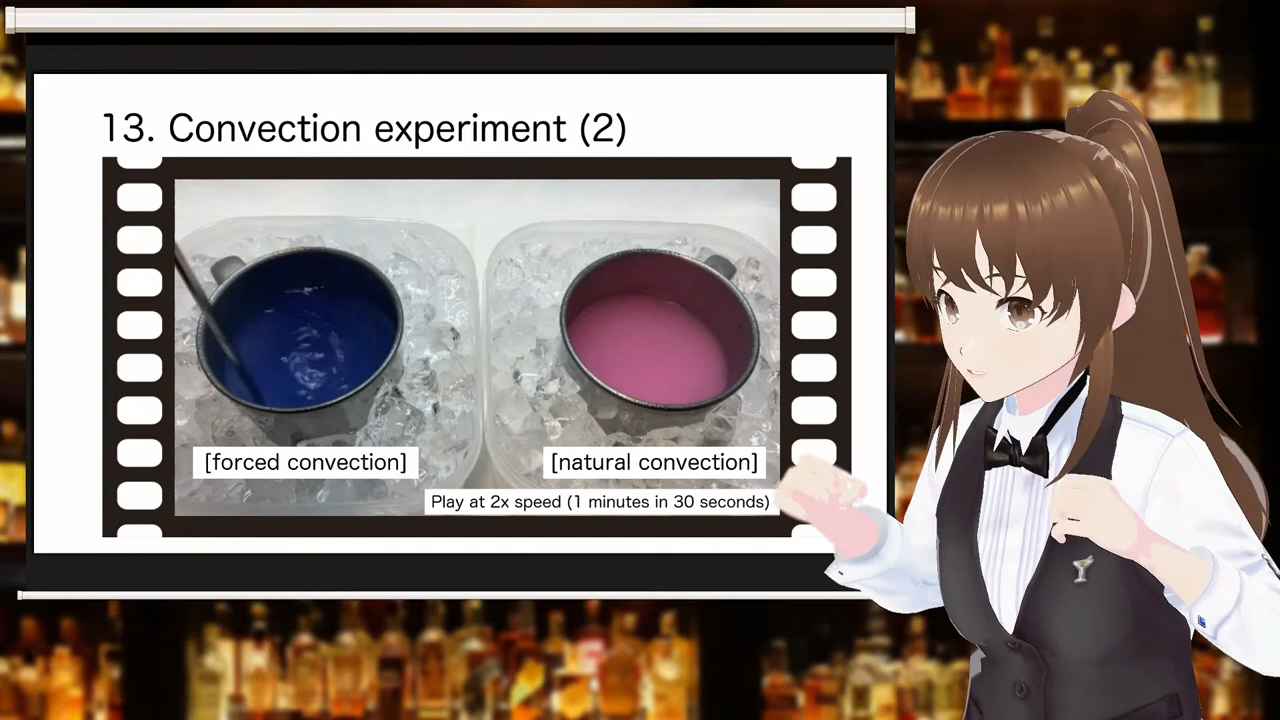 13. Convection experiment (2)
[forced convection]
[natural convection]
Play at 2x speed (1 minutes in 30 seconds)